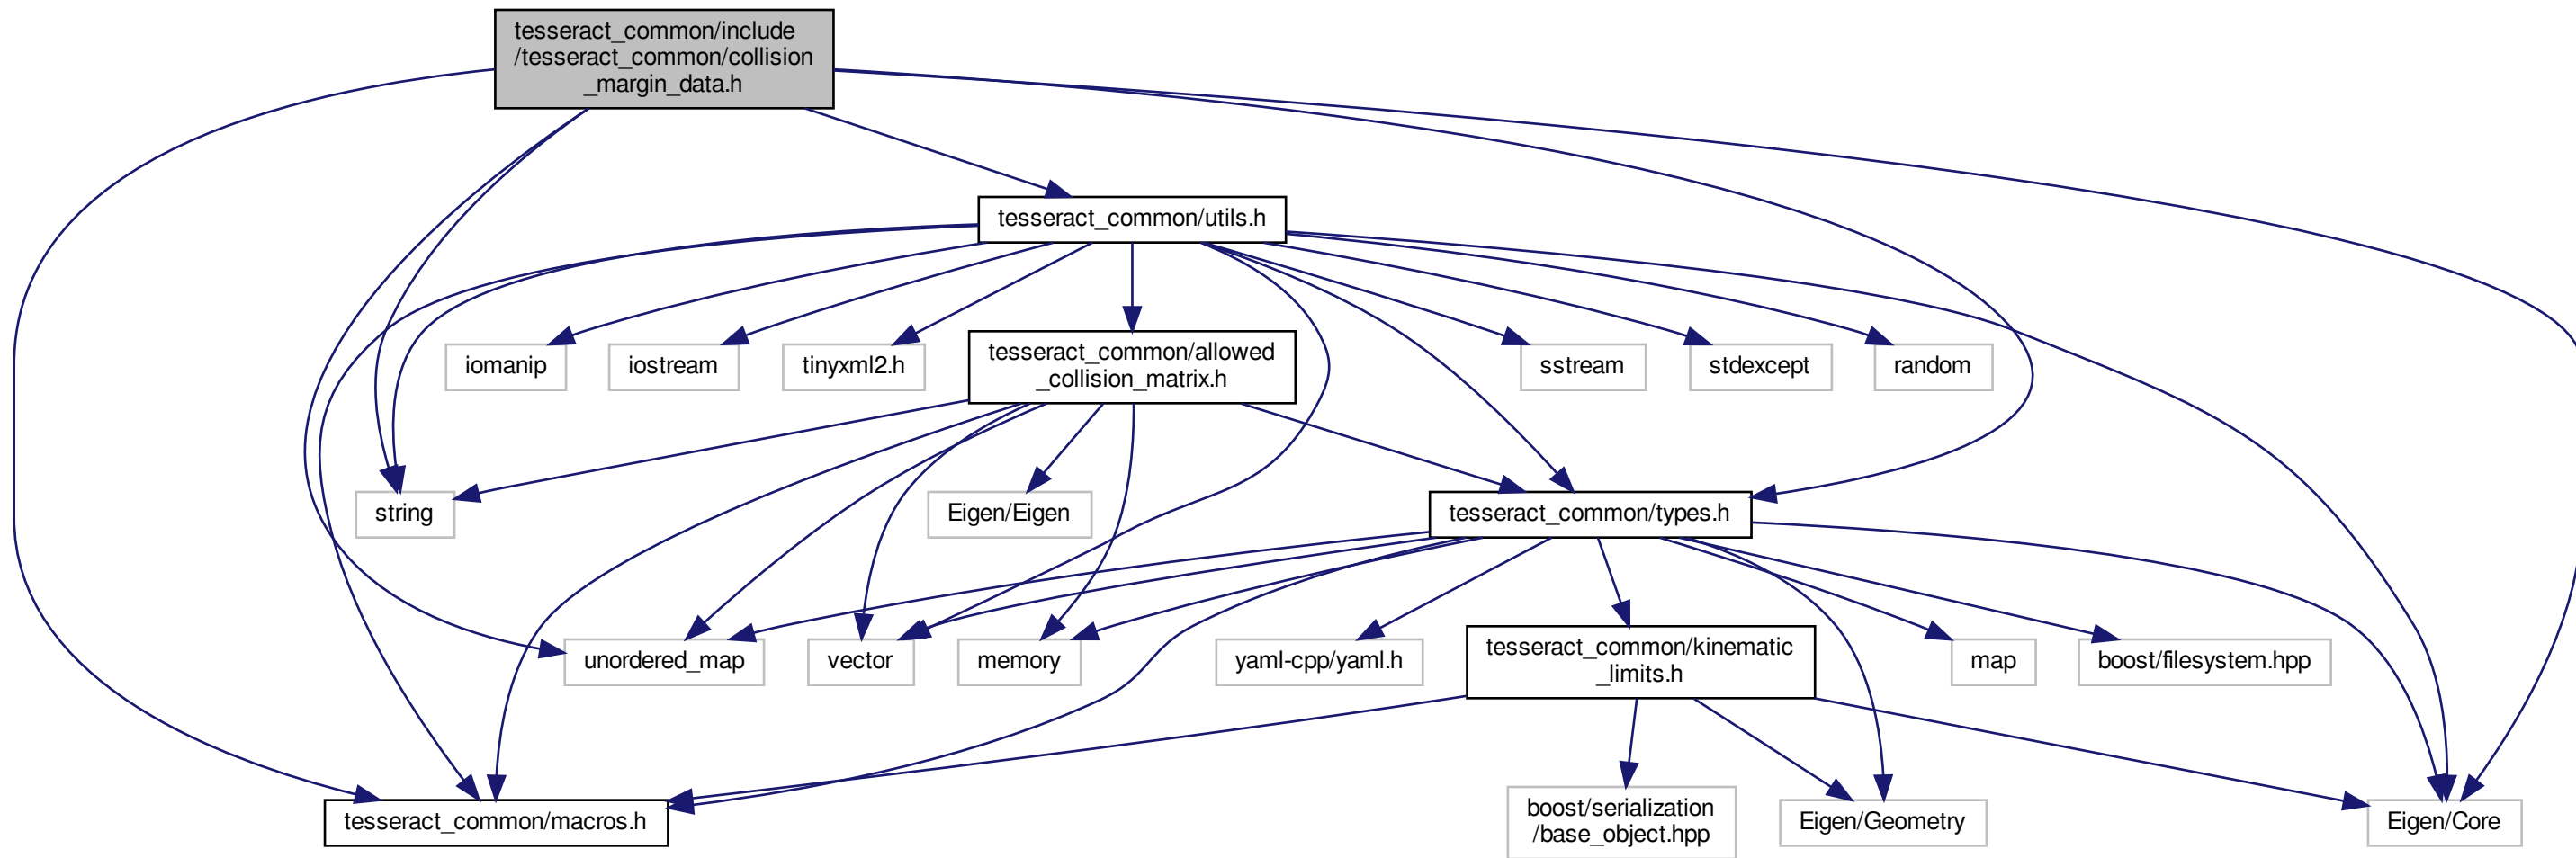 tesseract_common/include
/tesseract_common/collision
_margin_data.h
tesseract_common/utils.h
iomanip
iostream
tinyxml2.h
tesseract_common/allowed
_collision_matrix.h
sstream
stdexcept
random
string
Eigen/Eigen
tesseract_common/types.h
unordered_map
vector
memory
yaml-cpp/yaml.h
tesseract_common/kinematic
_limits.h
map
boost/filesystem.hpp
tesseract_common/macros.h
boost/serialization
/base_object.hpp
Eigen/Geometry
Eigen/Core